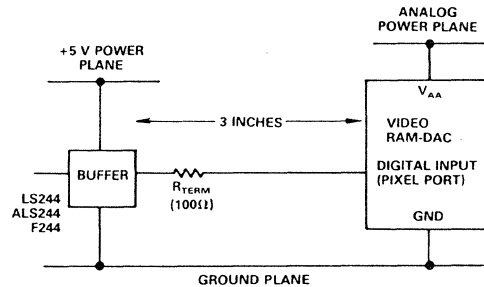 ANALOG
POWER PLANE
+5 V POWER
PLANE
3 INCHES
V_AA
VIDEO
RAM-DAC
BUFFER
R_TERM
(100Ω)
DIGITAL INPUT
(PIXEL PORT)
LS244
ALS244
F244
GND
GROUND PLANE